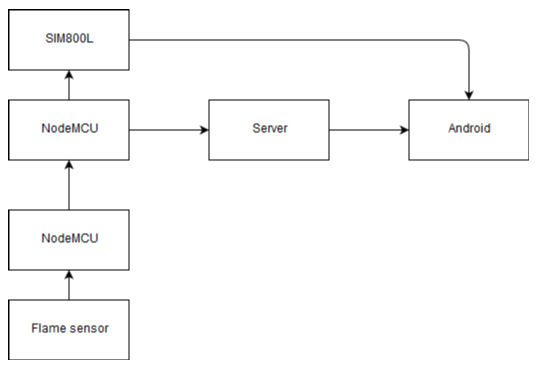 SIM800L
NodeMCU
Server
Android
NodeMCU
Flame sensor